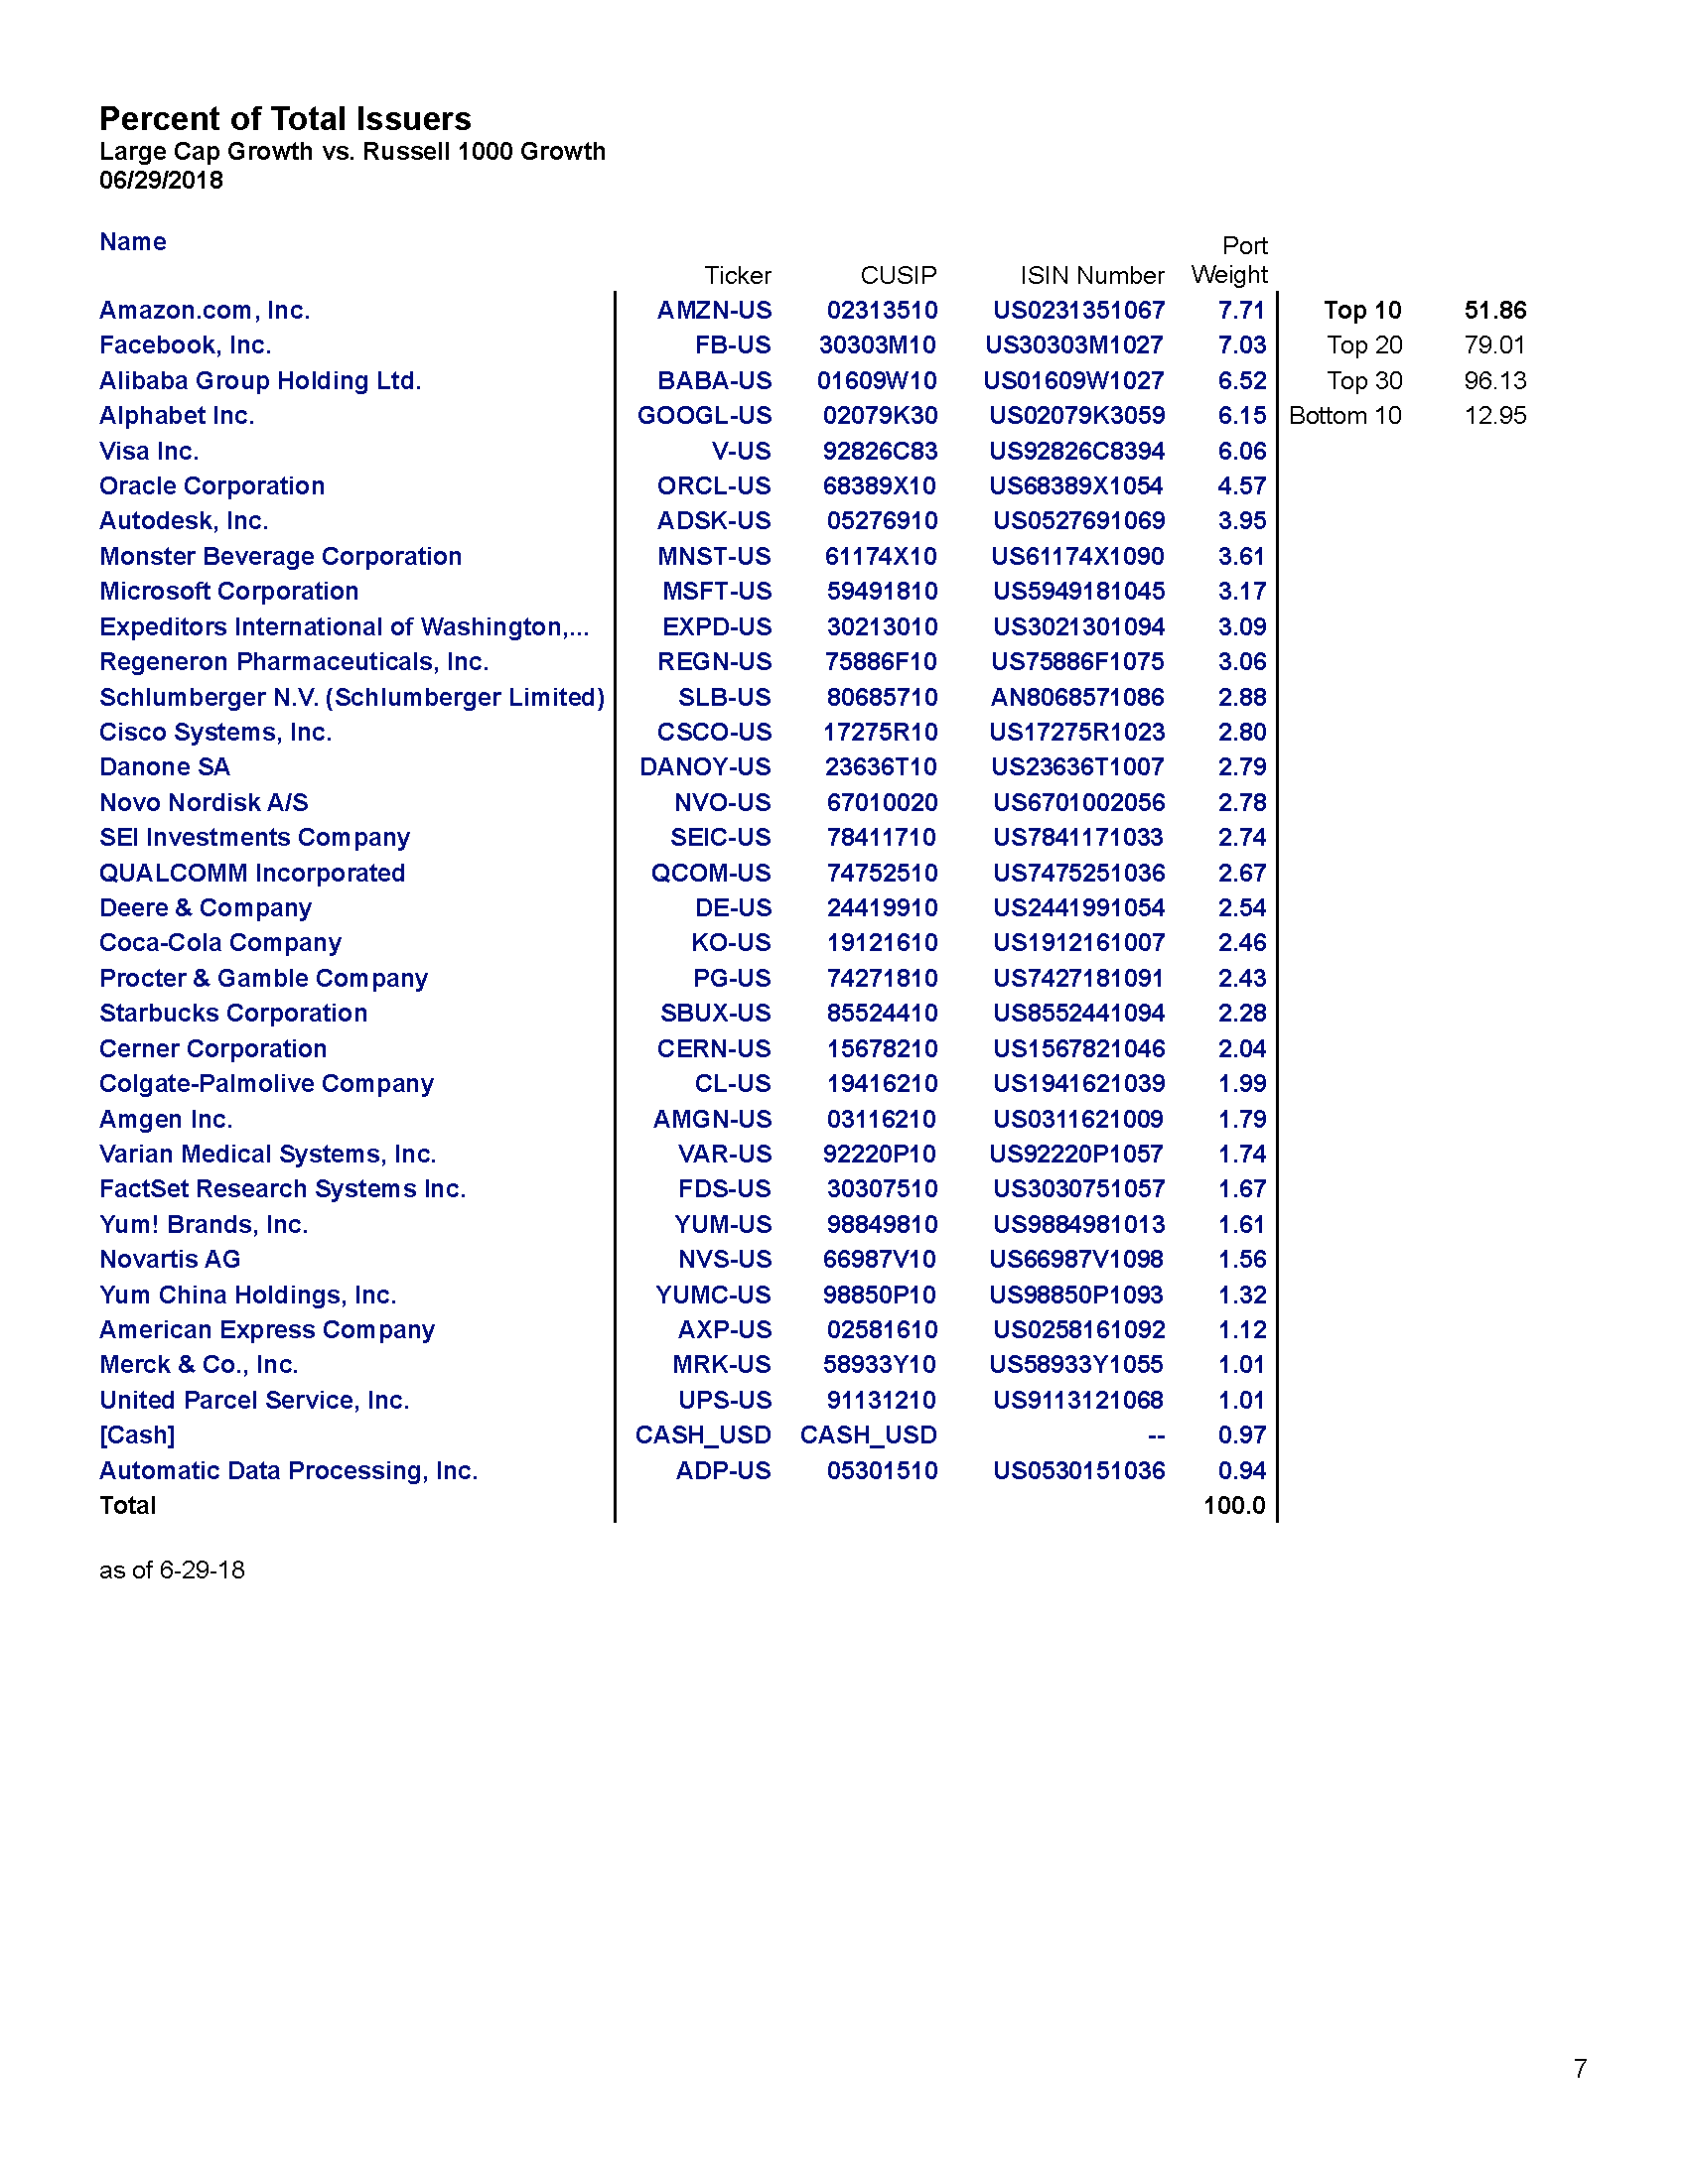 Percent of Total Issuers
Large Cap Growth vs. Russell 1000 Growth
06/29/2018
Name Ticker CUSIP ISIN Number Port Weight
Amazon.com, Inc. AMZN-US 02313510 US0231351067 7.71 Top 10 51.86
Facebook, Inc. FB-US 30303M10 US30303M1027 7.03 Top 20 79.01
Alibaba Group Holding Ltd. BABA-US 01609W10 US01609W1027 6.52 Top 30 96.13
Alphabet Inc. GOOGL-US 02079K30 US02079K3059 6.15 Bottom 10 12.95
Visa Inc. V-US 92826C83 US92826C8394 6.06
Oracle Corporation ORCL-US 68389X10 US68389X1054 4.57
Autodesk, Inc. ADSK-US 05276910 US0527691069 3.95
Monster Beverage Corporation MNST-US 61174X10 US61174X1090 3.61
Microsoft Corporation MSFT-US 59491810 US5949181045 3.17
Expeditors International of Washington,... EXPD-US 30213010 US3021301094 3.09
Regeneron Pharmaceuticals, Inc. REGN-US 75886F10 US75886F1075 3.06
Schlumberger N.V. (Schlumberger Limited) SLB-US 80685710 AN8068571086 2.88
Cisco Systems, Inc. CSCO-US 17275R10 US17275R1023 2.80
Danone SA DANOY-US 23636T10 US23636T1007 2.79
Novo Nordisk A/S NVO-US 67010020 US6701002056 2.78
SEI Investments Company SEIC-US 78411710 US7841171033 2.74
QUALCOMM Incorporated QCOM-US 74752510 US7475251036 2.67
Deere & Company DE-US 24419910 US2441991054 2.54
Coca-Cola Company KO-US 19121610 US1912161007 2.46
Procter & Gamble Company PG-US 74271810 US7427181091 2.43
Starbucks Corporation SBUX-US 85524410 US8552441094 2.28
Cerner Corporation CERN-US 15678210 US1567821046 2.04
Colgate-Palmolive Company CL-US 19416210 US1941621039 1.99
Amgen Inc. AMGN-US 03116210 US0311621009 1.79
Varian Medical Systems, Inc. VAR-US 92220P10 US92220P1057 1.74
FactSet Research Systems Inc. FDS-US 30307510 US3030751057 1.67
Yum! Brands, Inc. YUM-US 98849810 US9884981013 1.61
Novartis AG NVS-US 66987V10 US66987V1098 1.56
Yum China Holdings, Inc. YUMC-US 98850P10 US98850P1093 1.32
American Express Company AXP-US 02581610 US0258161092 1.12
Merck & Co., Inc. MRK-US 58933Y10 US58933Y1055 1.01
United Parcel Service, Inc. UPS-US 91131210 US9113121068 1.01
[Cash] CASH_USD CASH_USD -- 0.97
Automatic Data Processing, Inc. ADP-US 05301510 US0530151036 0.94
Total 100.0
as of 6-29-18
7